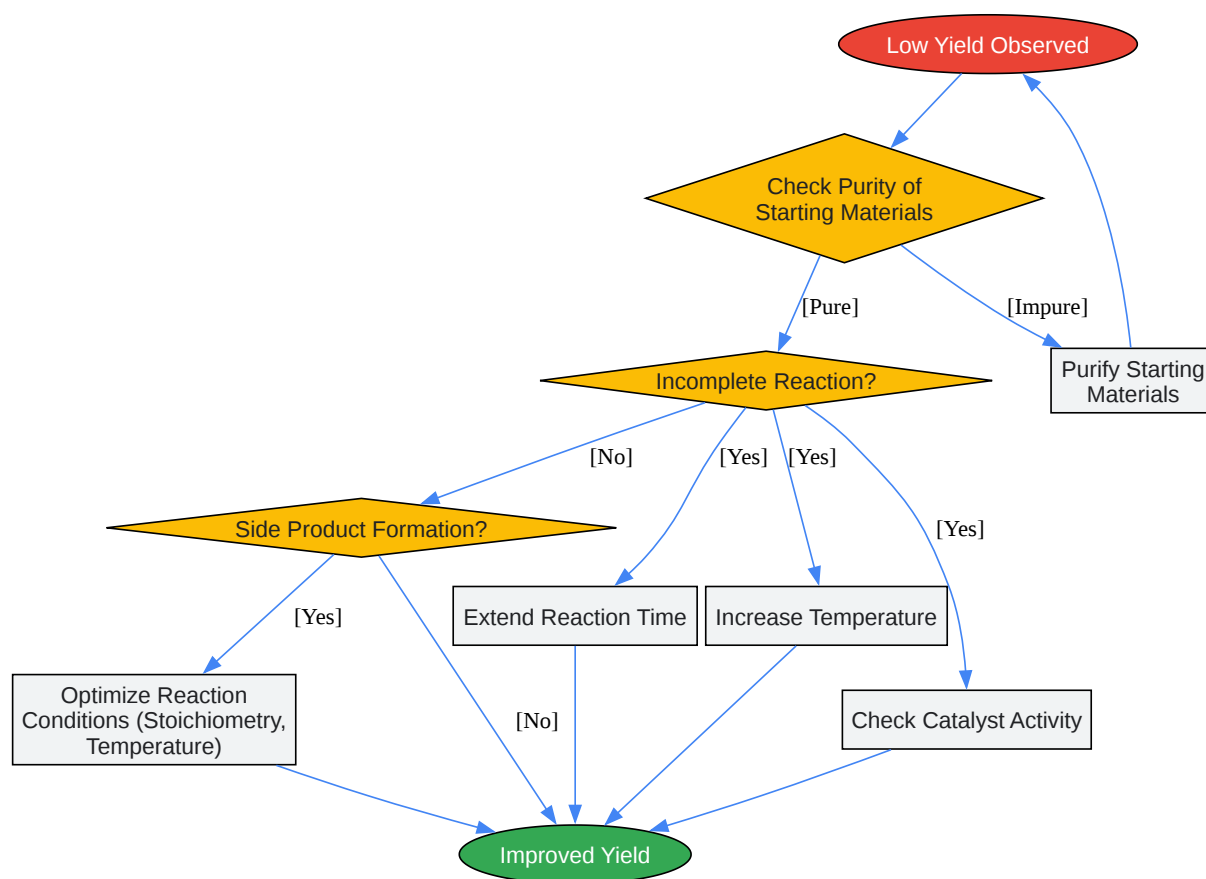 Low Yield Observed
Check Purity of
Starting Materials
[Pure]
[Impure]
Purify Starting
Materials
Incomplete Reaction?
[No]
[Yes]
[Yes]
[Yes]
Side Product Formation?
[Yes]
Extend Reaction Time
Increase Temperature
Optimize Reaction
Conditions (Stoichiometry,
Temperature)
[No]
Check Catalyst Activity
Improved Yield